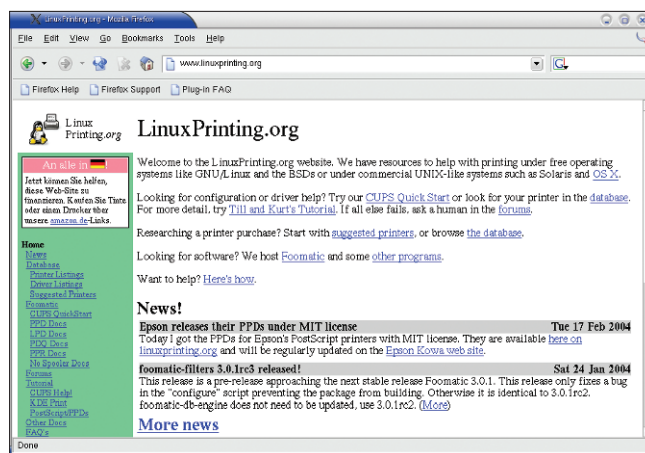 LinuxPrinting.org - Mozilla Firefox
File Edit View Go Bookmarks Tools Help
www.linuxprinting.org
G
Firefox Help Firefox Support Plug-in FAQ
Linux
Printing.org
LinuxPrinting.org
An alle in !
Jetzt können Sie helfen,
diese Web-Site zu
finanzieren. Kaufen Sie Tinte
oder einen Drucker über
unsere amazon.de-Links.
Home
News
Database
Printer Listings
Driver Listings
Suggested Printers
Foomatic
CUPS QuickStart
PPD Docs
LPD Docs
PDQ Docs
PPR Docs
No Spooler Docs
Forums
Tutorial
CUPS Help!
KDE Print
PostScript/PPDs
Other Docs
FAQ's
Welcome to the LinuxPrinting.org website. We have resources to help with printing under free operating
systems like GNU/Linux and the BSDs or under commercial UNIX-like systems such as Solaris and OS X.
Looking for configuration or driver help? Try our CUPS Quick Start or look for your printer in the database.
For more detail, try Till and Kurt's Tutorial. If all else fails, ask a human in the forums.
Researching a printer purchase? Start with suggested printers, or browse the database.
Looking for software? We host Foomatic and some other programs.
Want to help? Here's how.
News!
Epson releases their PPDs under MIT license Tue 17 Feb 2004
Today I got the PPDs for Epson's PostScript printers with MIT license. They are available here on
linuxprinting.org and will be regularly updated on the Epson Kowa web site.
foomatic-filters 3.0.1rc3 released! Sat 24 Jan 2004
This release is a pre-release approaching the next stable release Foomatic 3.0.1. This release only fixes a bug
in the "configure" script preventing the package from building. Otherwise it is identical to 3.0.1rc2.
foomatic-db-engine does not need to be updated, use 3.0.1rc2. (More)
More news
Done